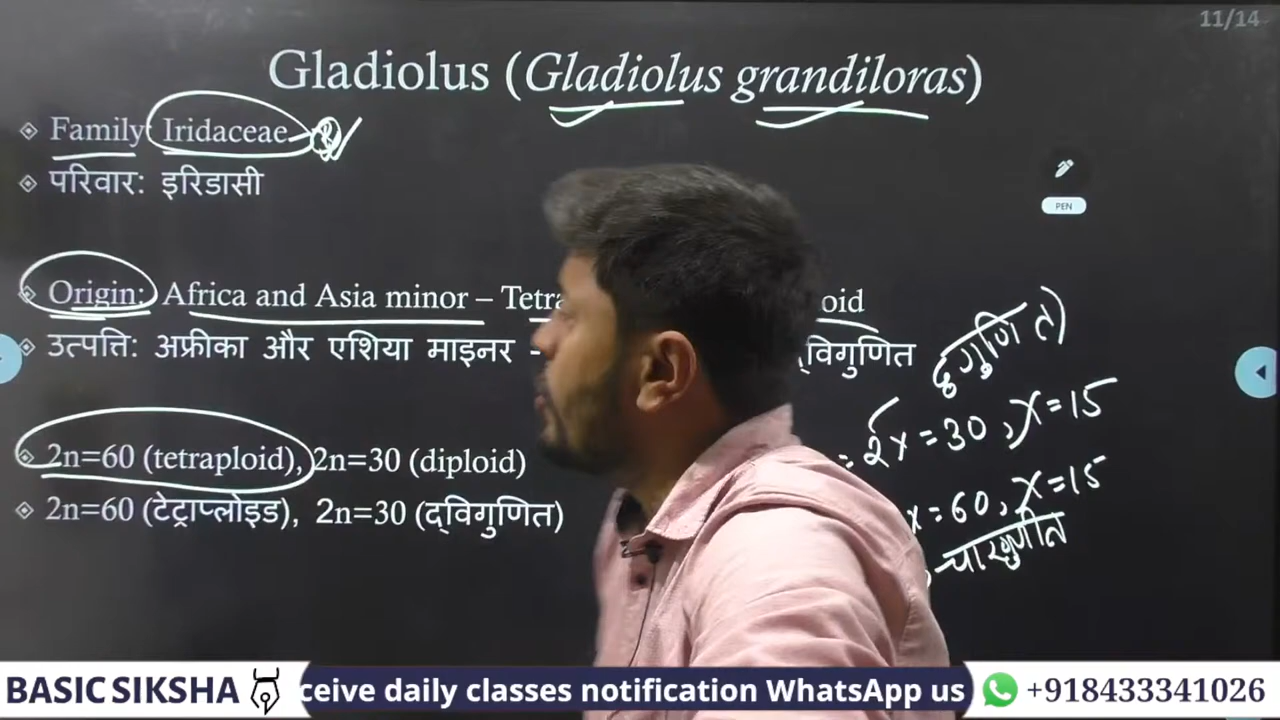 11/14
Gladiolus (Gladiolus grandiloras)
Family: Iridaceae
परिवार: इरिडासी
PEN
Origin: Africa and Asia minor – Tetra oid
उत्पत्ति: अफ्रीका और एशिया माइनर - विगुणित
2n=60 (tetraploid), 2n=30 (diploid)
2n=60 (टेट्राप्लोइड), 2n=30 (द्विगुणित)
= 2x = 30, x = 15
x = 60, x = 15
BASIC SIKSHA ceive daily classes notification WhatsApp us +918433341026